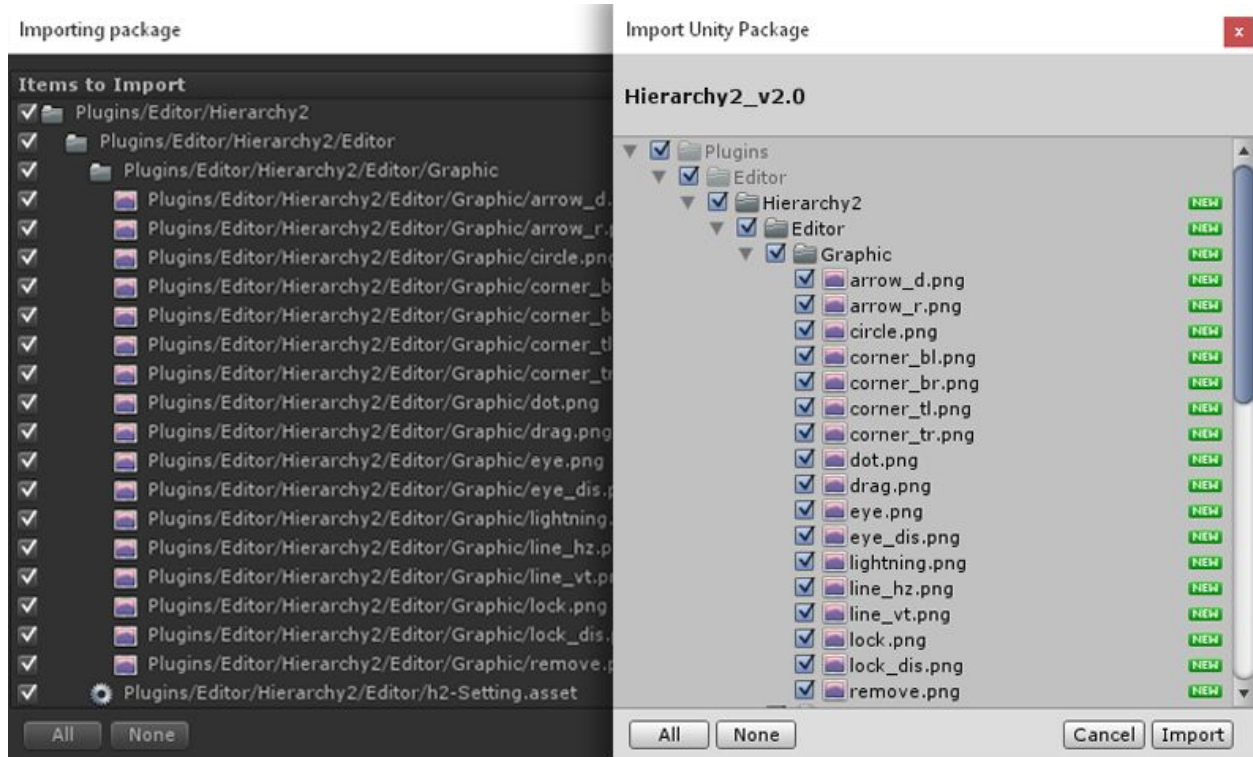 Importing package
Items to Import
Plugins/Editor/Hierarchy2
Plugins/Editor/Hierarchy2/Editor
Plugins/Editor/Hierarchy2/Editor/Graphic
Plugins/Editor/Hierarchy2/Editor/Graphic/arrow_d.
Plugins/Editor/Hierarchy2/Editor/Graphic/arrow_r.p
Plugins/Editor/Hierarchy2/Editor/Graphic/circle.png
Plugins/Editor/Hierarchy2/Editor/Graphic/corner_b
Plugins/Editor/Hierarchy2/Editor/Graphic/corner_b
Plugins/Editor/Hierarchy2/Editor/Graphic/corner_tl
Plugins/Editor/Hierarchy2/Editor/Graphic/corner_tr
Plugins/Editor/Hierarchy2/Editor/Graphic/dot.png
Plugins/Editor/Hierarchy2/Editor/Graphic/drag.png
Plugins/Editor/Hierarchy2/Editor/Graphic/eye.png
Plugins/Editor/Hierarchy2/Editor/Graphic/eye_dis.p
Plugins/Editor/Hierarchy2/Editor/Graphic/lightning.
Plugins/Editor/Hierarchy2/Editor/Graphic/line_hz.p
Plugins/Editor/Hierarchy2/Editor/Graphic/line_vt.pn
Plugins/Editor/Hierarchy2/Editor/Graphic/lock.png
Plugins/Editor/Hierarchy2/Editor/Graphic/lock_dis.p
Plugins/Editor/Hierarchy2/Editor/Graphic/remove.p
Plugins/Editor/Hierarchy2/Editor/h2-Setting.asset
All None
Import Unity Package x
Hierarchy2_v2.0
Plugins
Editor
Hierarchy2 NEW
Editor NEW
Graphic NEW
arrow_d.png NEW
arrow_r.png NEW
circle.png NEW
corner_bl.png NEW
corner_br.png NEW
corner_tl.png NEW
corner_tr.png NEW
dot.png NEW
drag.png NEW
eye.png NEW
eye_dis.png NEW
lightning.png NEW
line_hz.png NEW
line_vt.png NEW
lock.png NEW
lock_dis.png NEW
remove.png NEW
All None Cancel Import